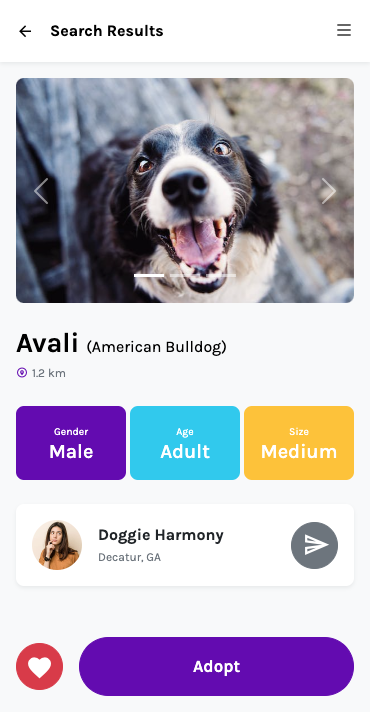 Search Results
Avali (American Bulldog)
1.2 km
Gender
Male
Age
Adult
Size
Medium
Doggie Harmony
Decatur, GA
Adopt